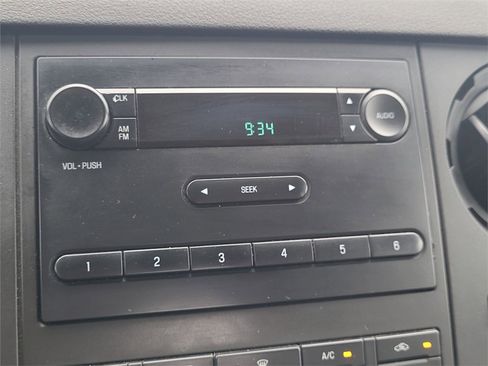 CLK
AM
FM
9:34
AUDIO
VOL • PUSH
SEEK
1 2 3 4 5 6
A/C